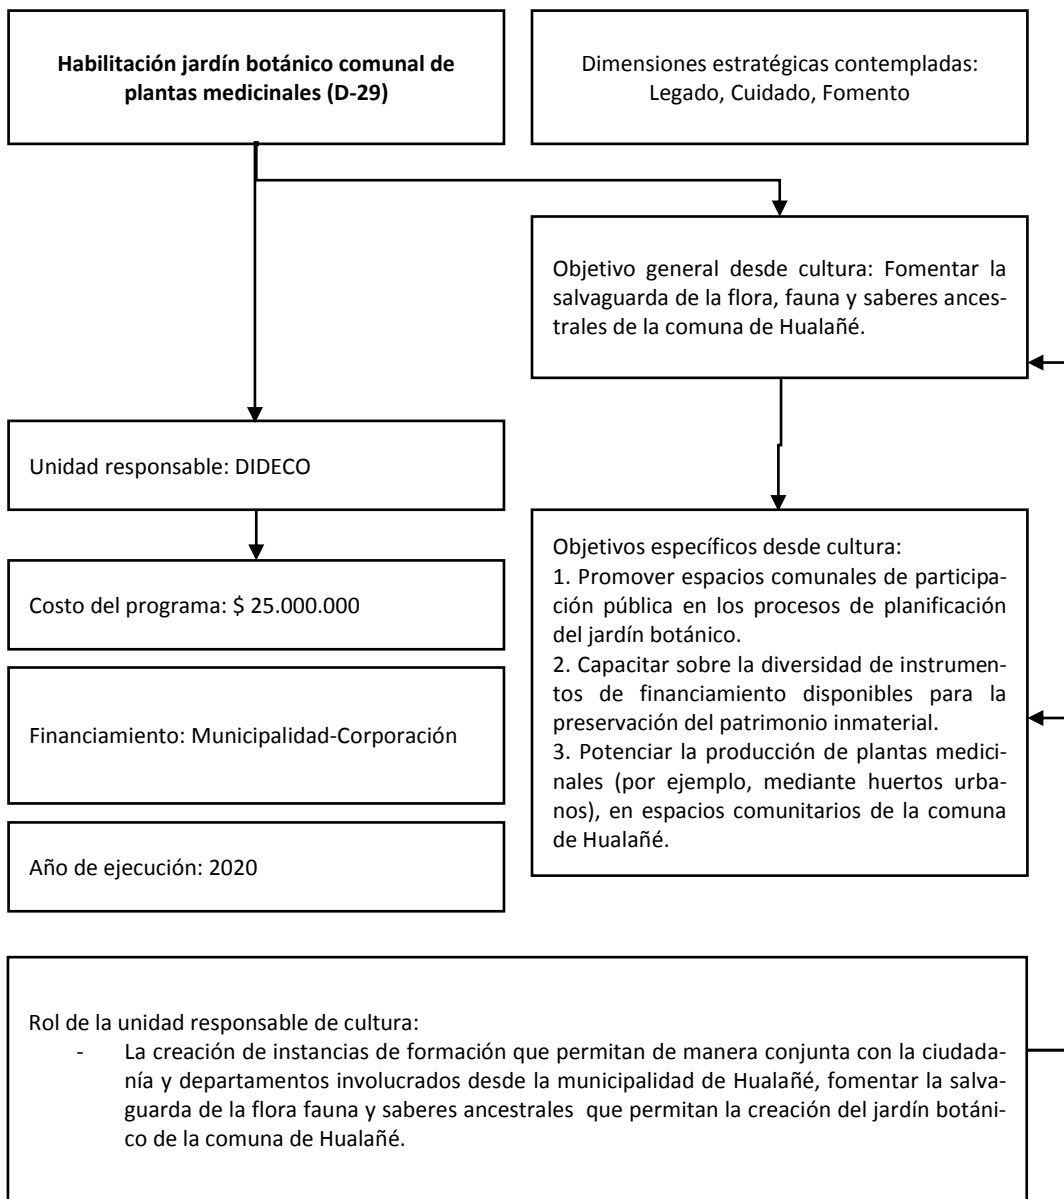 Habilitación jardín botánico comunal de
plantas medicinales (D-29)
Dimensiones estratégicas contempladas:
Legado, Cuidado, Fomento
Objetivo general desde cultura: Fomentar la
salvaguarda de la flora, fauna y saberes ances-
trales de la comuna de Hualañé.
Unidad responsable: DIDECO
Costo del programa: $ 25.000.000
Financiamiento: Municipalidad-Corporación
Año de ejecución: 2020
Objetivos específicos desde cultura:
1. Promover espacios comunales de participa-
ción pública en los procesos de planificación
del jardín botánico.
2. Capacitar sobre la diversidad de instrumen-
tos de financiamiento disponibles para la
preservación del patrimonio inmaterial.
3. Potenciar la producción de plantas medici-
nales (por ejemplo, mediante huertos urba-
nos), en espacios comunitarios de la comuna
de Hualañé.
Rol de la unidad responsable de cultura:
- La creación de instancias de formación que permitan de manera conjunta con la ciudada-
nía y departamentos involucrados desde la municipalidad de Hualañé, fomentar la salva-
guarda de la flora fauna y saberes ancestrales que permitan la creación del jardín botáni-
co de la comuna de Hualañé.